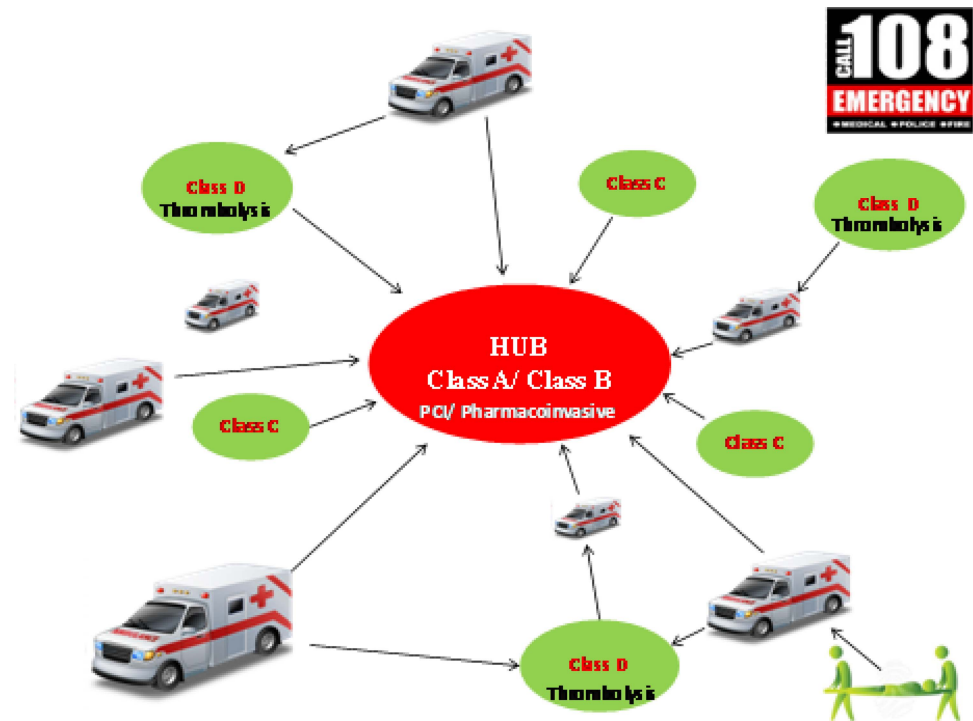 CALL 108
EMERGENCY
MEDICAL POLICE FIRE
Class D
Thrombolysis
Class C
Class D
Thrombolysis
HUB
Class A/ Class B
PCI/ Pharmacoinvasive
Class C
Class C
Class D
Thrombolysis
AMBULANCE